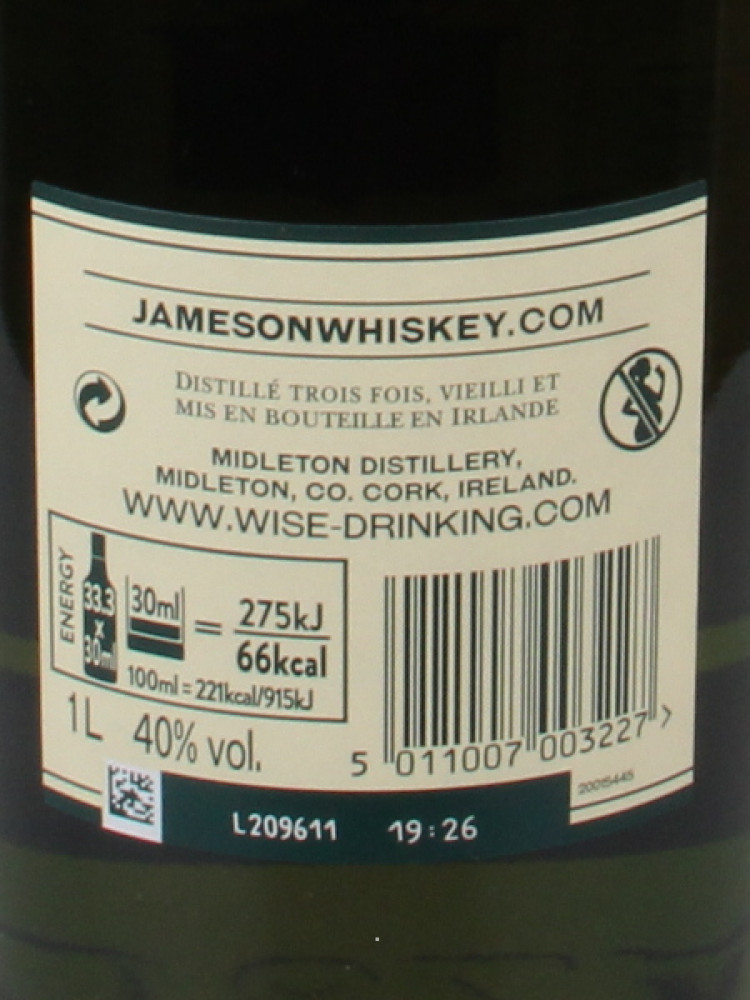 JAMESONWHISKEY.COM
DISTILLÉ TROIS FOIS, VIEILLI ET
MIS EN BOUTEILLE EN IRLANDE
MIDLETON DISTILLERY,
MIDLETON, CO. CORK, IRELAND.
WWW.WISE-DRINKING.COM
ENERGY
33.3
x
30ml
30ml
=
275kJ
66kcal
100ml = 221kcal/915kJ
1L 40% vol.
5 011007 003227 >
L209611 19:26